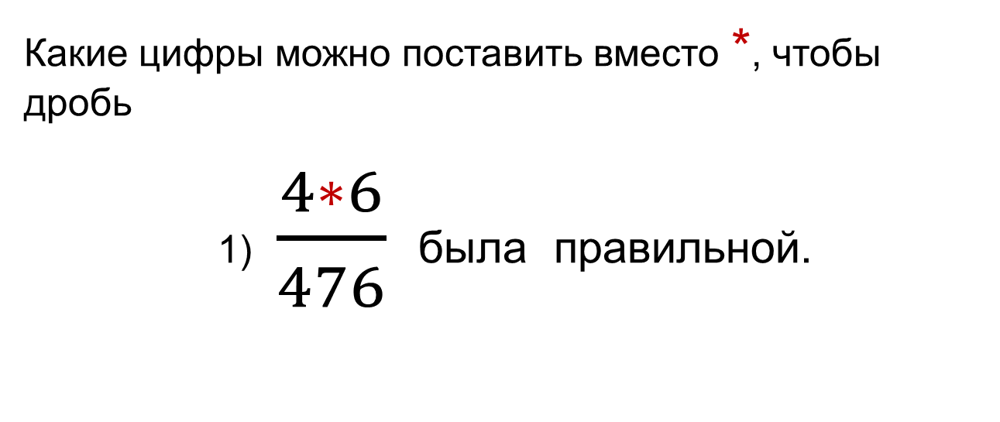 Какие цифры можно поставить вместо *, чтобы
дробь
4*6
1) была правильной.
476